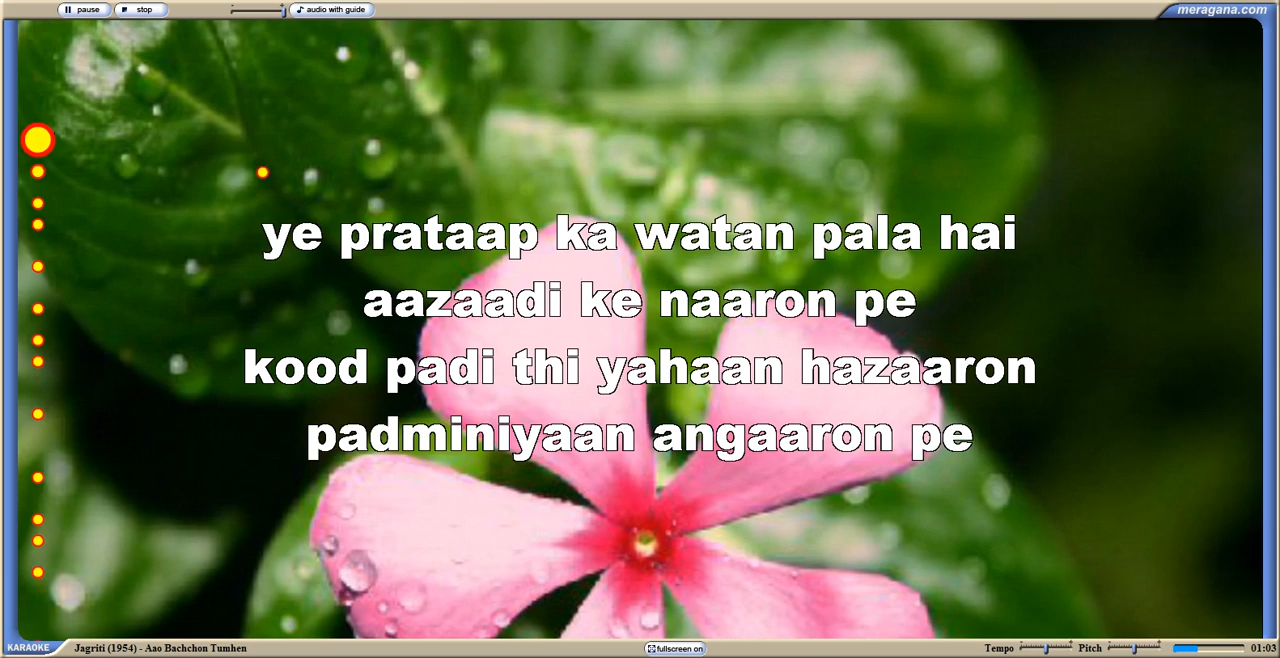 pause stop audio with guide meragana.com
ye prataap ka watan pala hai
aazaadi ke naaron pe
kood padi thi yahaan hazaaron
padminiyaan angaaron pe
KARAOKE Jagriti (1954) - Aao Bachchon Tumhen fullscreen on Tempo Pitch 01:03